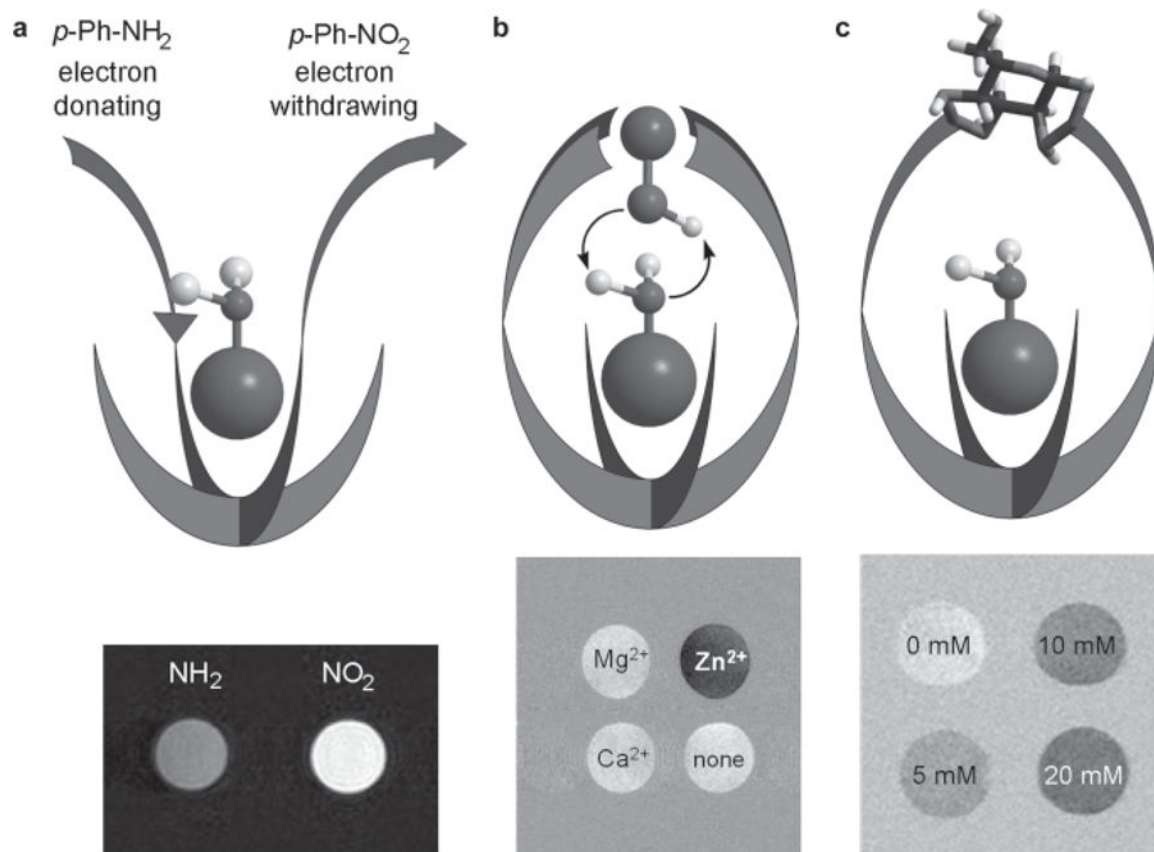 a
p-Ph-NH₂
electron
donating
p-Ph-NO₂
electron
withdrawing
b
c
NH₂
NO₂
Mg²⁺
Zn²⁺
Ca²⁺
none
0 mM
10 mM
5 mM
20 mM